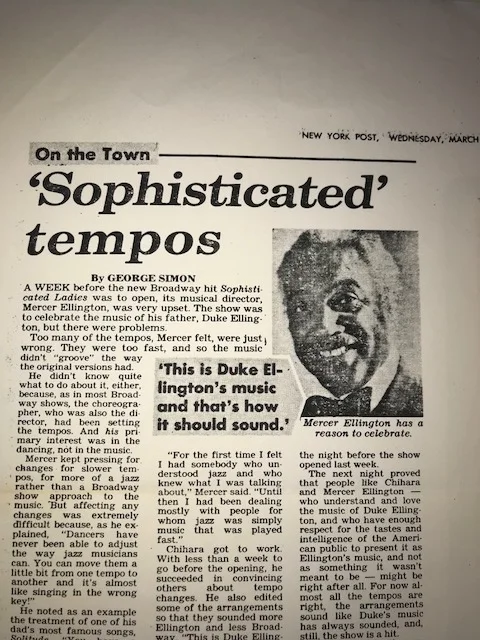 NEW YORK POST, WEDNESDAY, MARCH
On the Town
‘Sophisticated’
tempos
By GEORGE SIMON
A WEEK before the new Broadway hit Sophisti-
cated Ladies was to open, its musical director,
Mercer Ellington, was very upset. The show was
to celebrate the music of his father, Duke Elling-
ton, but there were problems.
Too many of the tempos, Mercer felt, were just
wrong. They were too fast, and so the music
didn't "groove" the way
the original versions had.
He didn't know quite
what to do about it, either,
because, as in most Broad-
way shows, the choreogra-
pher, who was also the di-
rector, had been setting
the tempos. And his pri-
mary interest was in the
dancing, not in the music.
Mercer kept pressing for
changes for slower tem-
pos, for more of a jazz
rather than a Broadway
show approach to the
music. But affecting any
changes was extremely
difficult because, as he ex-
plained, "Dancers have
never been able to adjust
the way jazz musicians
can. You can move them a
little bit from one tempo to
another and it's almost
like singing in the wrong
key!"
He noted as an example
the treatment of one of his
dad's most famous songs,
‘This is Duke El-
lington's music
and that's how
it should sound.’
Mercer Ellington has a
reason to celebrate.
"For the first time I felt
I had somebody who un-
derstood jazz and who
knew what I was talking
about," Mercer said. "Until
then I had been dealing
mostly with people for
whom jazz was simply
music that was played
fast."
Chihara got to work.
With less than a week to
go before the opening, he
succeeded in convincing
others about tempo
changes. He also edited
some of the arrangements
so that they sounded more
Ellington and less Broad-
way. "This is Duke Elling-
the night before the show
opened last week.
The next night proved
that people like Chihara
and Mercer Ellington —
who understand and love
the music of Duke Elling-
ton, and who have enough
respect for the tastes and
intelligence of the Ameri-
can public to present it as
Ellington's music, and not
as something it wasn't
meant to be — might be
right after all. For now al-
most all the tempos are
right, the arrangements
sound like Duke's music
has always sounded, and,
still, the show is a hit.